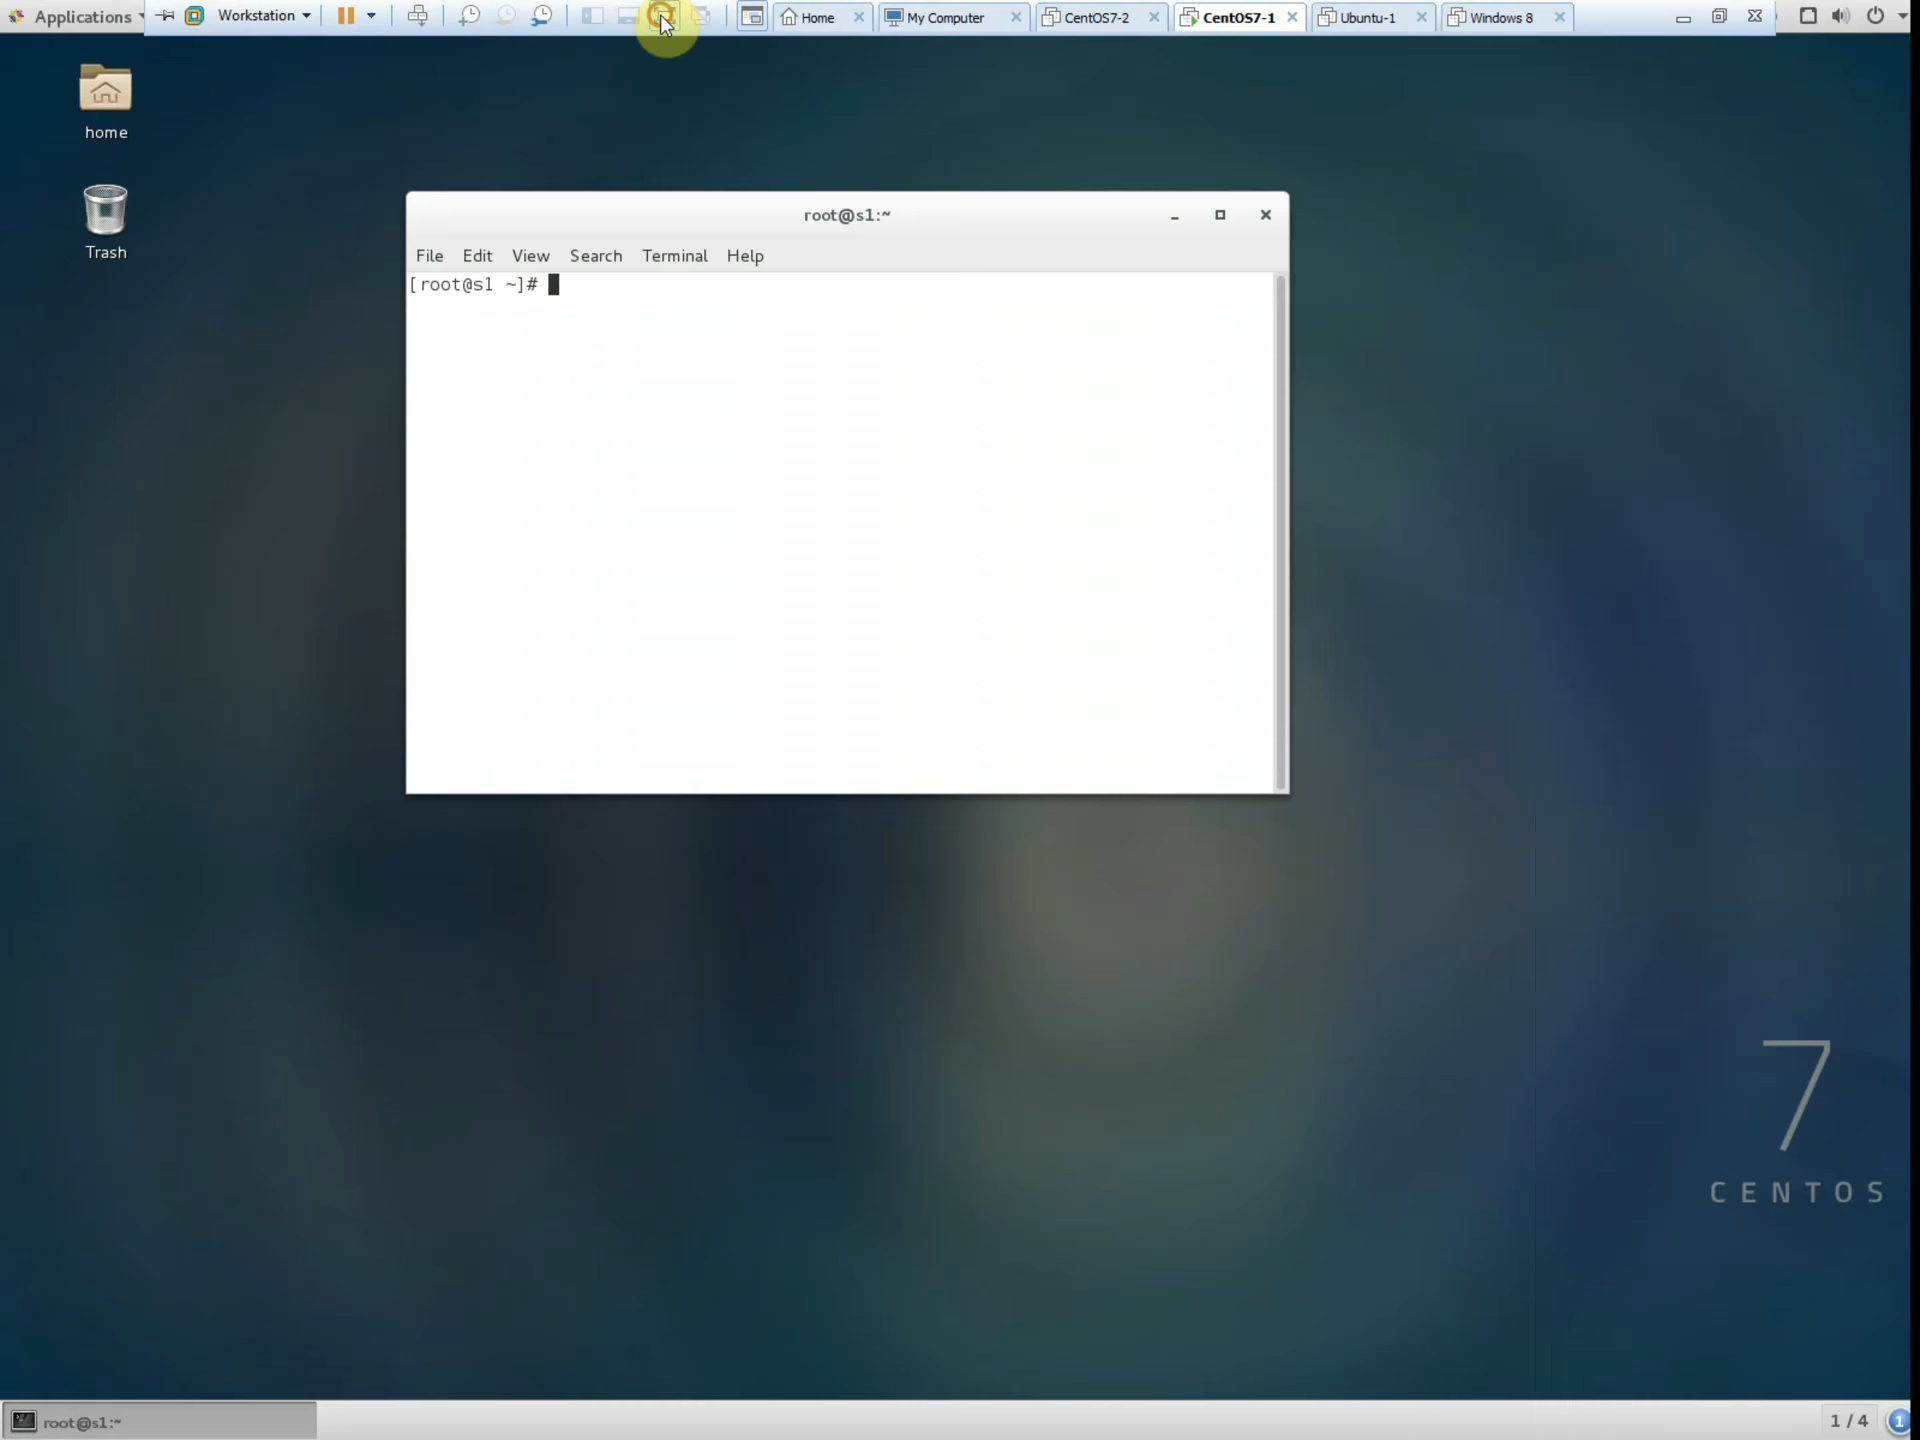 Applications Workstation Home My Computer CentOS7-2 CentOS7-1 Ubuntu-1 Windows 8
home
Trash
root@s1:~
File Edit View Search Terminal Help
[root@s1 ~]#
7
CENTOS
root@s1:~ 1 / 4 1